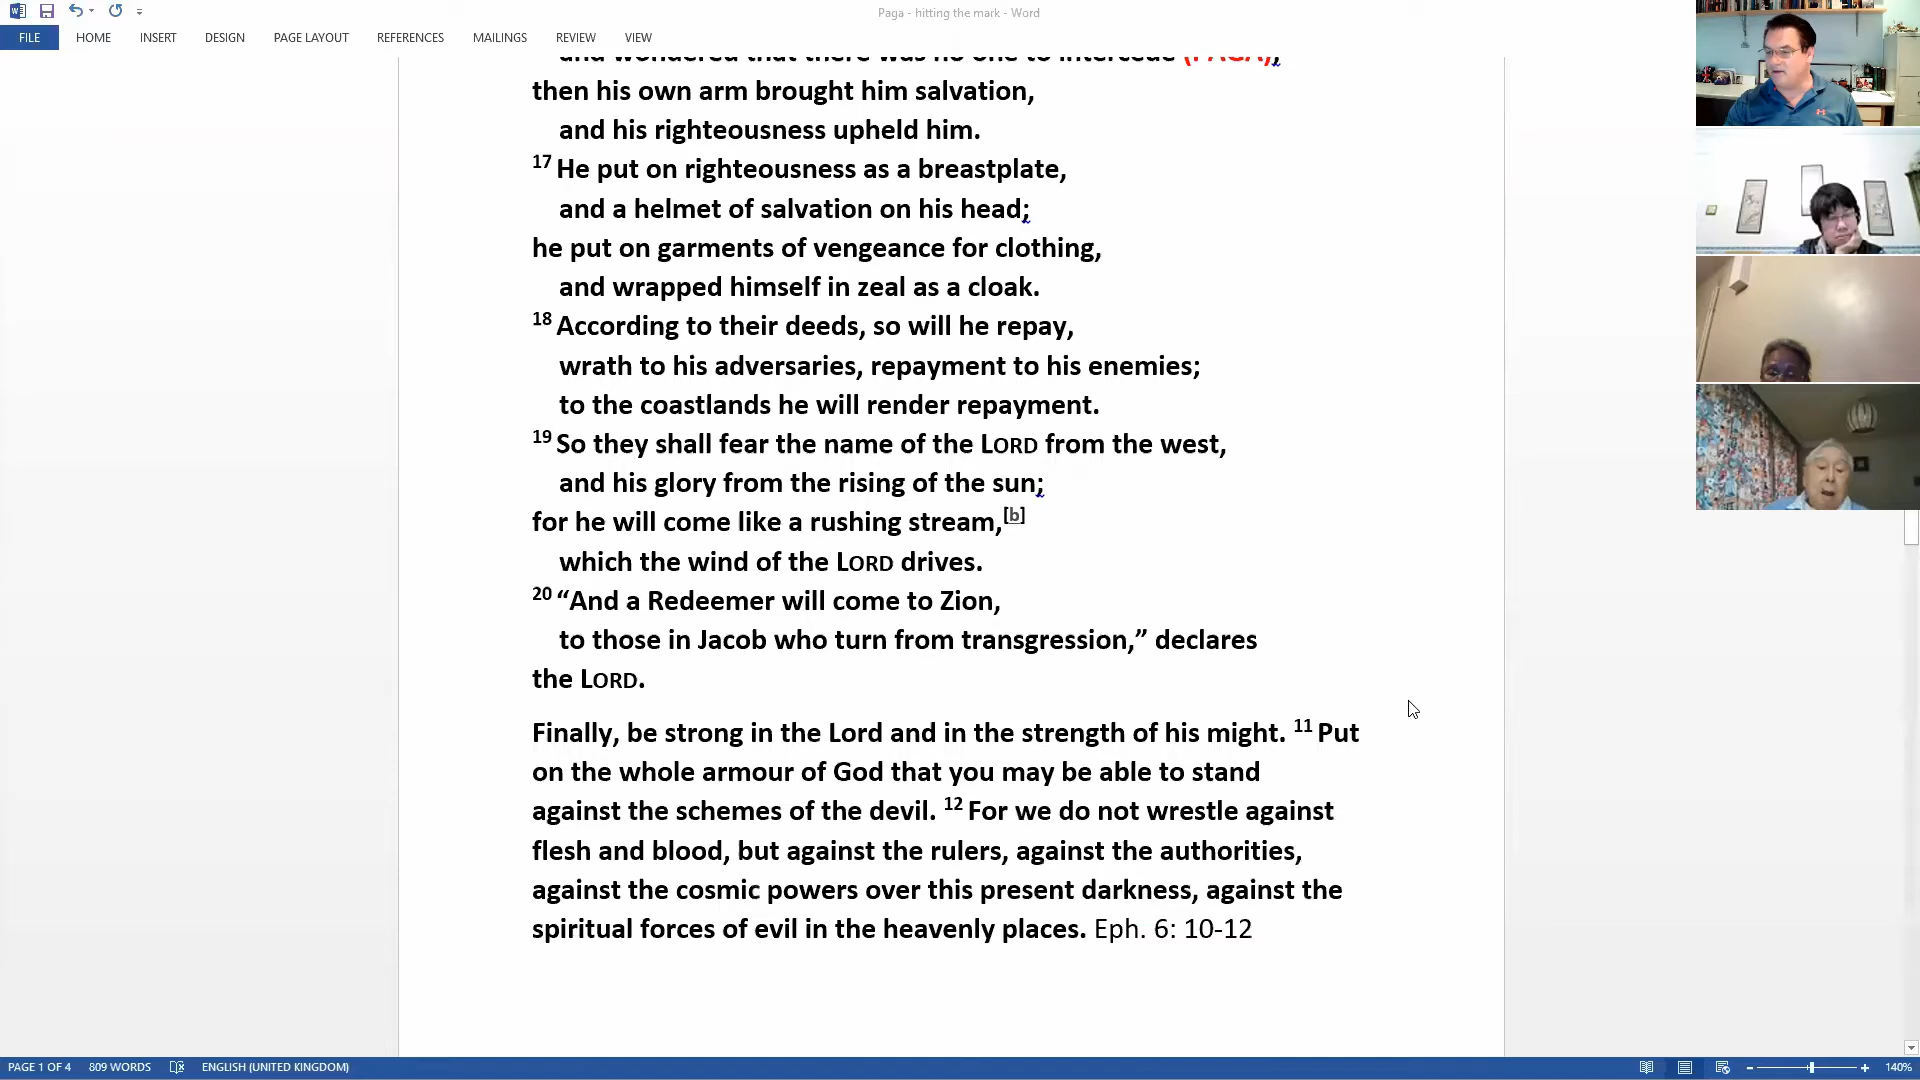 Paga - hitting the mark - Word
FILE HOME INSERT DESIGN PAGE LAYOUT REFERENCES MAILINGS REVIEW VIEW
and wondered that there was no one to intercede (PAGA);
then his own arm brought him salvation,
and his righteousness upheld him.
17 He put on righteousness as a breastplate,
and a helmet of salvation on his head;
he put on garments of vengeance for clothing,
and wrapped himself in zeal as a cloak.
18 According to their deeds, so will he repay,
wrath to his adversaries, repayment to his enemies;
to the coastlands he will render repayment.
19 So they shall fear the name of the LORD from the west,
and his glory from the rising of the sun;
for he will come like a rushing stream,[b]
which the wind of the LORD drives.
20 “And a Redeemer will come to Zion,
to those in Jacob who turn from transgression,” declares
the LORD.
Finally, be strong in the Lord and in the strength of his might. 11 Put
on the whole armour of God that you may be able to stand
against the schemes of the devil. 12 For we do not wrestle against
flesh and blood, but against the rulers, against the authorities,
against the cosmic powers over this present darkness, against the
spiritual forces of evil in the heavenly places. Eph. 6: 10-12
PAGE 1 OF 4 809 WORDS ENGLISH (UNITED KINGDOM) 140%